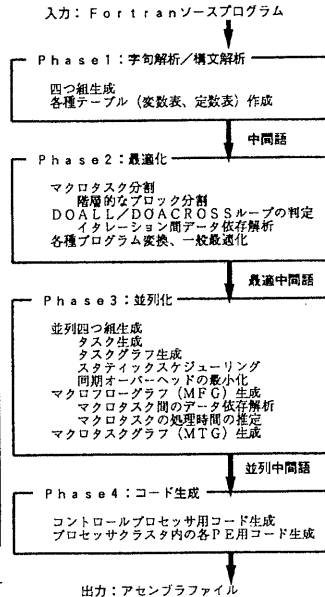 入力：Ｆｏｒｔｒａｎソースプログラム
Ｐｈａｓｅ１：字句解析／構文解析
四つ組生成
各種テーブル（変数表、定数表）作成
中間語
Ｐｈａｓｅ２：最適化
マクロタスク分割
階層的なブロック分割
ＤＯＡＬＬ／ＤＯＡＣＲＯＳＳループの判定
イタレーション間データ依存解析
各種プログラム変換、一般最適化
最適中間語
Ｐｈａｓｅ３：並列化
並列四つ組生成
タスク生成
タスクグラフ生成
スタティックスケジューリング
同期オーバーヘッドの最小化
マクロフローグラフ（ＭＦＧ）生成
マクロタスク間のデータ依存解析
マクロタスクの処理時間の推定
マクロタスクグラフ（ＭＴＧ）生成
並列中間語
Ｐｈａｓｅ４：コード生成
コントロールプロセッサ用コード生成
プロセッサクラスタ内の各ＰＥ用コード生成
出力：アセンブラファイル